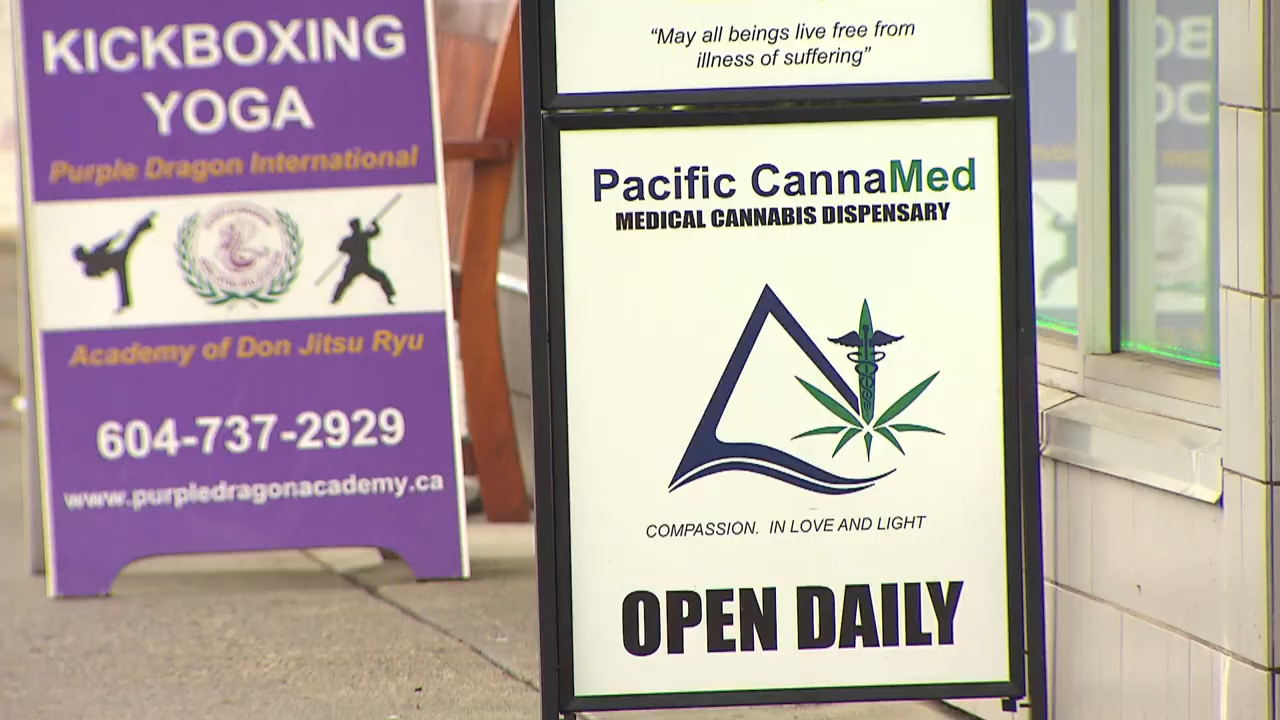 KICKBOXING
YOGA
Purple Dragon International
Academy of Don Jitsu Ryu
604-737-2929
www.purpledragonacademy.ca
“May all beings live free from
illness of suffering”
Pacific CannaMed
MEDICAL CANNABIS DISPENSARY
COMPASSION. IN LOVE AND LIGHT
OPEN DAILY